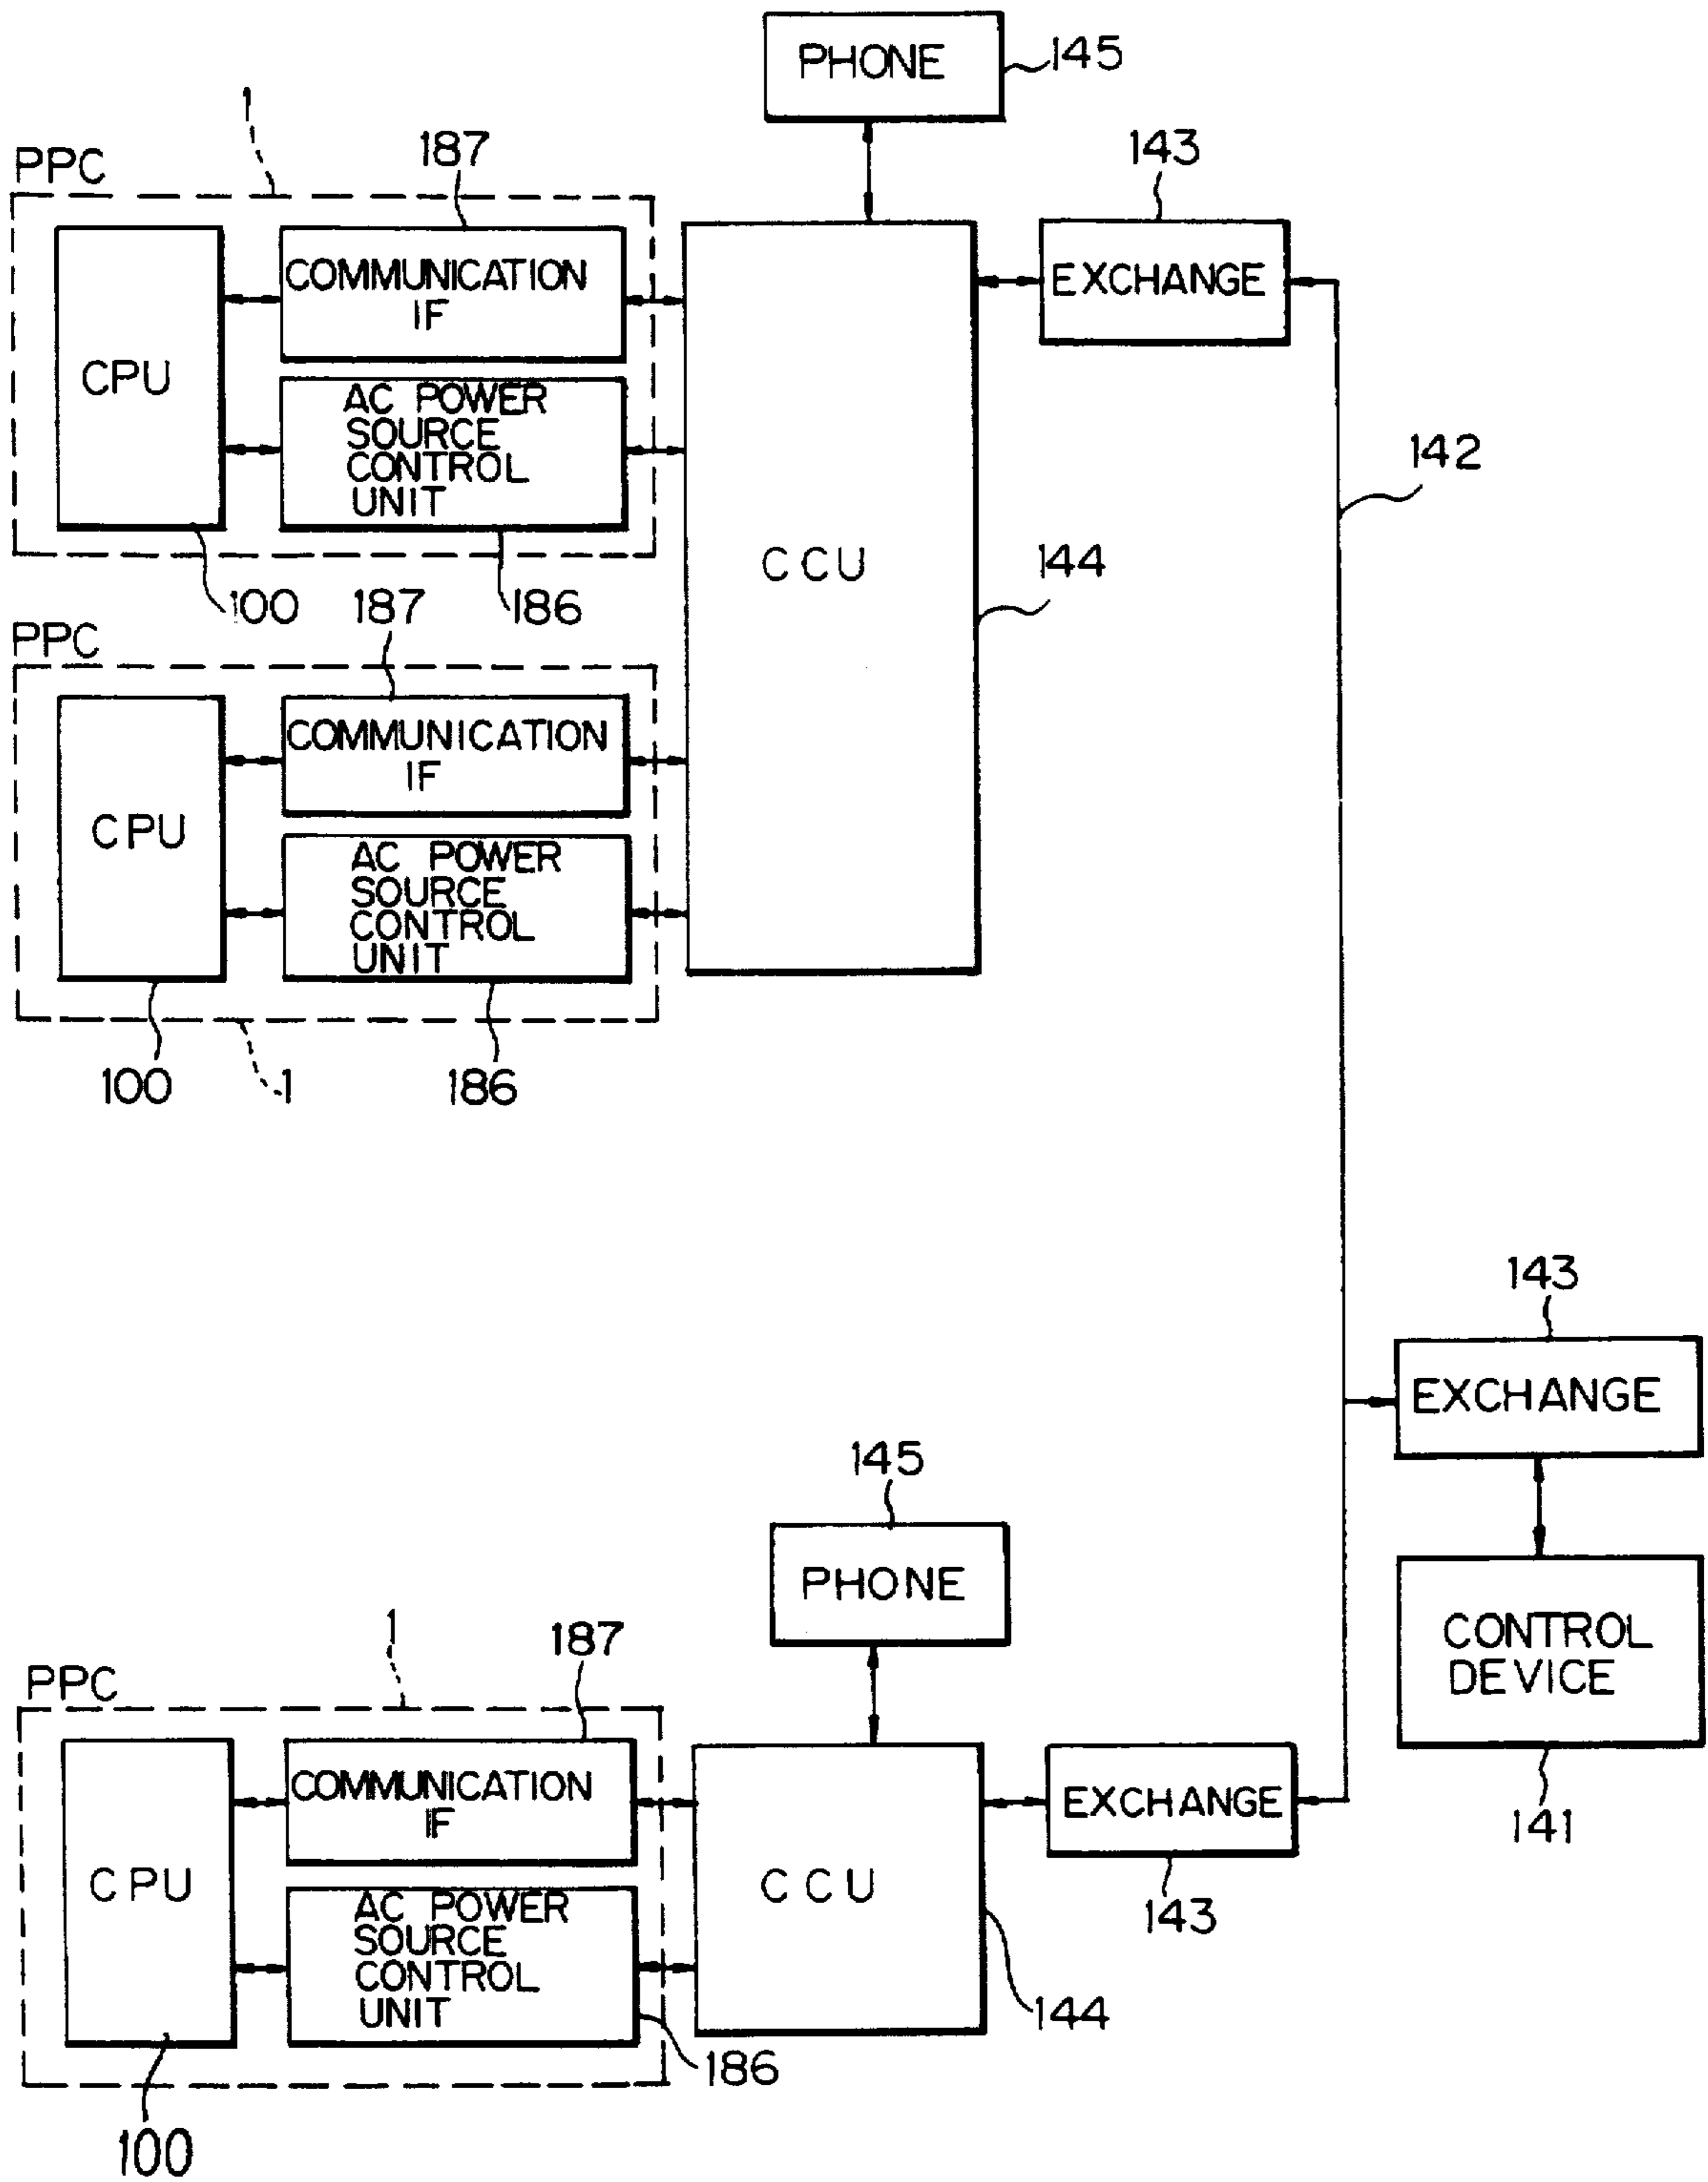 PHONE
145
1
187
143
PPC
COMMUNICATION
IF
EXCHANGE
CPU
AC POWER
SOURCE
CONTROL
UNIT
142
CCU
144
100
187
186
PPC
COMMUNICATION
IF
CPU
AC POWER
SOURCE
CONTROL
UNIT
100
1
186
143
EXCHANGE
145
PHONE
CONTROL
DEVICE
141
1
187
PPC
COMMUNICATION
IF
EXCHANGE
143
CPU
CCU
AC POWER
SOURCE
CONTROL
UNIT
144
186
100